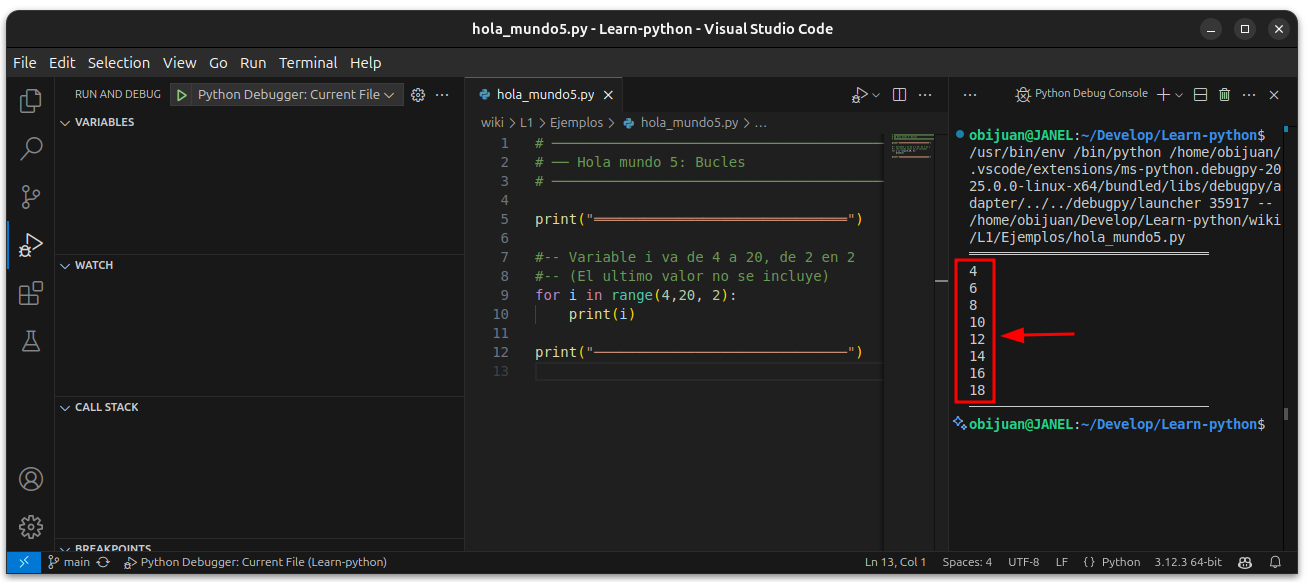 hola_mundo5.py - Learn-python - Visual Studio Code
File Edit Selection View Go Run Terminal Help
RUN AND DEBUG
Python Debugger: Current File
VARIABLES
WATCH
CALL STACK
BREAKPOINTS
hola_mundo5.py
wiki > L1 > Ejemplos > hola_mundo5.py > ...
1 # ────────────────────
2 # ── Hola mundo 5: Bucles
3 # ────────────────────
4
5 print("══════════════════════════════")
6
7 #-- Variable i va de 4 a 20, de 2 en 2
8 #-- (El ultimo valor no se incluye)
9 for i in range(4,20, 2):
10 print(i)
11
12 print("──────────────────────────────")
13
Python Debug Console
obijuan@JANEL:~/Develop/Learn-python$
/usr/bin/env /bin/python /home/obijuan/
.vscode/extensions/ms-python.debugpy-20
25.0.0-linux-x64/bundled/libs/debugpy/a
dapter/../../debugpy/launcher 35917 --
/home/obijuan/Develop/Learn-python/wiki
/L1/Ejemplos/hola_mundo5.py
══════════════════════════════
4
6
8
10
12
14
16
18
──────────────────────────────
obijuan@JANEL:~/Develop/Learn-python$
main
Python Debugger: Current File (Learn-python)
Ln 13, Col 1
Spaces: 4
UTF-8
LF
{} Python
3.12.3 64-bit